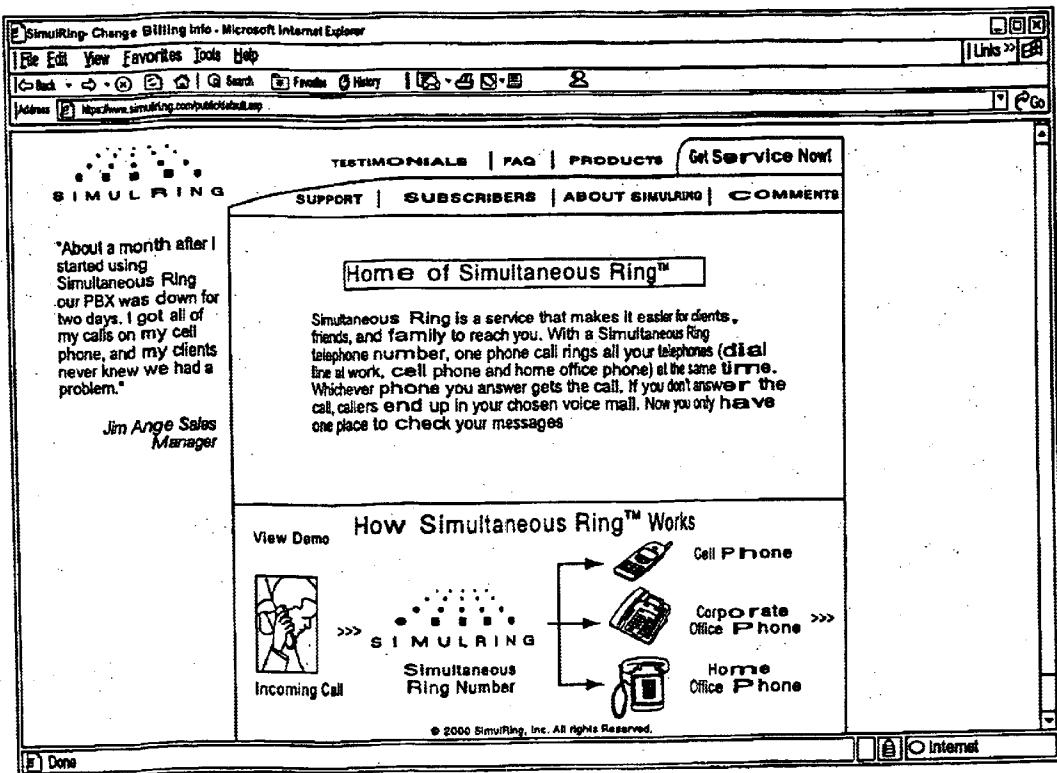 SimulRing- Change Billing Info - Microsoft Internet Explorer
File Edit View Favorites Tools Help
Links »
Back Search Favorites History
Address https://www.simulring.com/public/default.asp Go
TESTIMONIALS | FAQ | PRODUCTS Get Service Now!
SIMULRING
SUPPORT | SUBSCRIBERS | ABOUT SIMULRING | COMMENTS
"About a month after I
started using
Simultaneous Ring
our PBX was down for
two days. I got all of
my calls on my cell
phone, and my clients
never knew we had a
problem."
Jim Ange Sales
Manager
Home of Simultaneous Ring™
Simultaneous Ring is a service that makes it easier for clients,
friends, and family to reach you. With a Simultaneous Ring
telephone number, one phone call rings all your telephones (dial
line at work, cell phone and home office phone) at the same time.
Whichever phone you answer gets the call. If you don't answer the
call, callers end up in your chosen voice mail. Now you only have
one place to check your messages
How Simultaneous Ring™ Works
View Demo
Cell Phone
>>>
SIMULRING
Corporate
Office Phone >>>
Incoming Call
Simultaneous
Ring Number
Home
Office Phone
© 2000 SimulRing, Inc. All rights Reserved.
Done
Internet